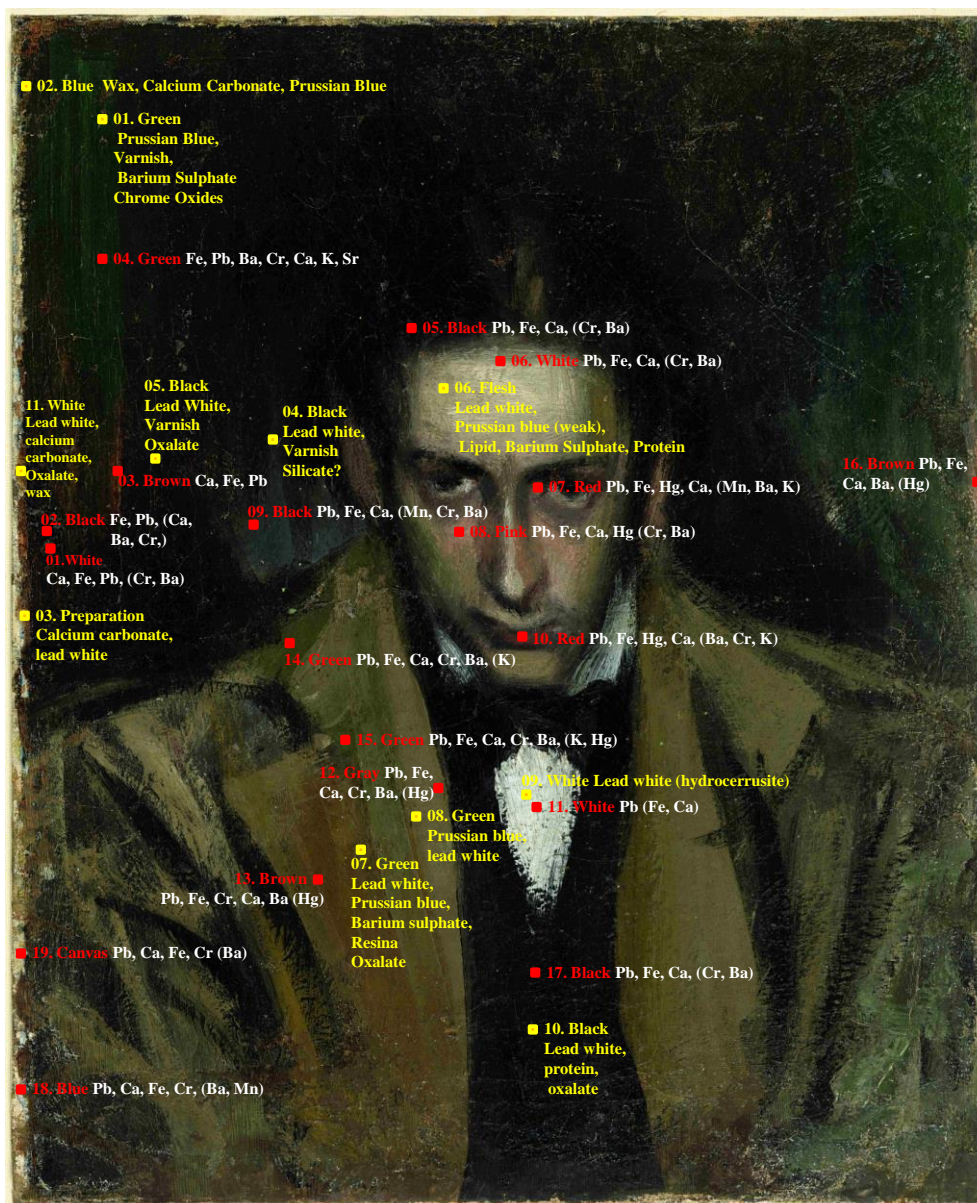 02. Blue  Wax, Calcium Carbonate, Prussian Blue
01. Green
Prussian Blue,
Varnish,
Barium Sulphate
Chrome Oxides
04. Green Fe, Pb, Ba, Cr, Ca, K, Sr
05. Black Pb, Fe, Ca, (Cr, Ba)
06. White Pb, Fe, Ca, (Cr, Ba)
05. Black
Lead White,
Varnish
Oxalate
06. Flesh
Lead white,
Prussian blue (weak),
Lipid, Barium Sulphate, Protein
11. White
Lead white,
calcium
carbonate,
Oxalate,
wax
04. Black
Lead white,
Varnish
Silicate?
16. Brown Pb, Fe,
Ca, Ba, (Hg)
03. Brown Ca, Fe, Pb
07. Red Pb, Fe, Hg, Ca, (Mn, Ba, K)
02. Black Fe, Pb, (Ca,
Ba, Cr,)
09. Black Pb, Fe, Ca, (Mn, Cr, Ba)
08. Pink Pb, Fe, Ca, Hg (Cr, Ba)
01.White
Ca, Fe, Pb, (Cr, Ba)
03. Preparation
Calcium carbonate,
lead white
10. Red Pb, Fe, Hg, Ca, (Ba, Cr, K)
14. Green Pb, Fe, Ca, Cr, Ba, (K)
15. Green Pb, Fe, Ca, Cr, Ba, (K, Hg)
12. Gray Pb, Fe,
Ca, Cr, Ba, (Hg)
09. White Lead white (hydrocerrusite)
11. White Pb (Fe, Ca)
08. Green
Prussian blue,
lead white
07. Green
Lead white,
Prussian blue,
Barium sulphate,
Resina
Oxalate
13. Brown
Pb, Fe, Cr, Ca, Ba (Hg)
19. Canvas Pb, Ca, Fe, Cr (Ba)
17. Black Pb, Fe, Ca, (Cr, Ba)
10. Black
Lead white,
protein,
oxalate
18. Blue Pb, Ca, Fe, Cr, (Ba, Mn)